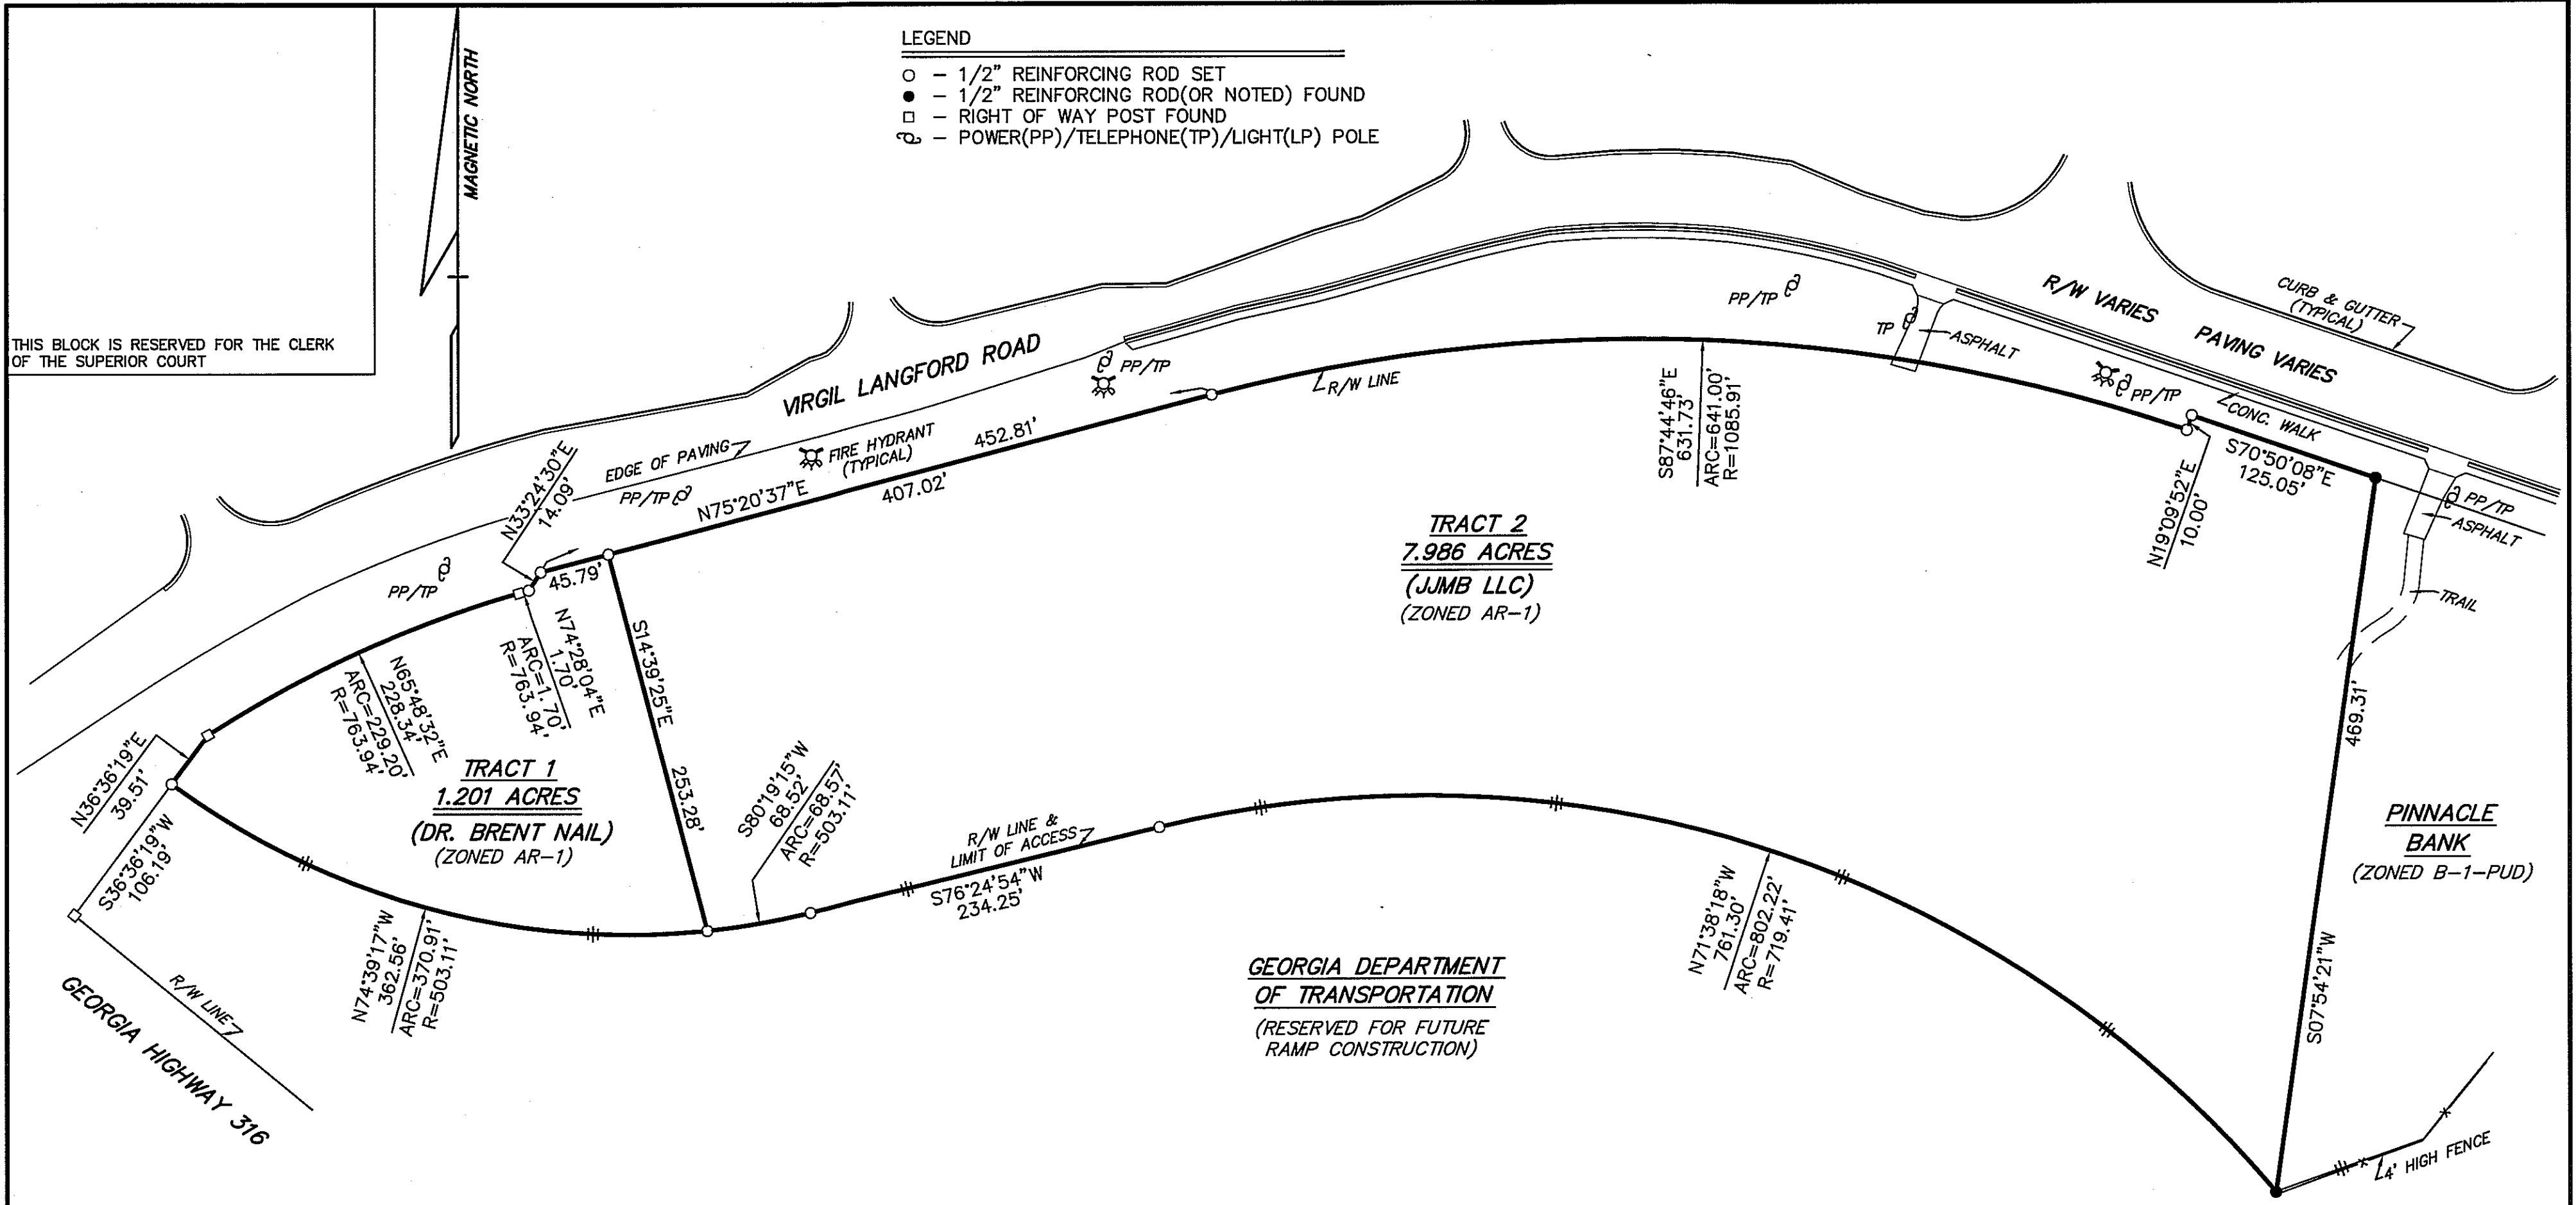 LEGEND
○ – 1/2" REINFORCING ROD SET
● – 1/2" REINFORCING ROD(OR NOTED) FOUND
□ – RIGHT OF WAY POST FOUND
– POWER(PP)/TELEPHONE(TP)/LIGHT(LP) POLE
MAGNETIC NORTH
THIS BLOCK IS RESERVED FOR THE CLERK
OF THE SUPERIOR COURT
VIRGIL LANGFORD ROAD
R/W VARIES
PAVING VARIES
CURB & GUTTER
(TYPICAL)
PP/TP
TP
ASPHALT
PP/TP
R/W LINE
PP/TP
CONC. WALK
EDGE OF PAVING
FIRE HYDRANT
(TYPICAL)
452.81'
N75°20'37"E
407.02'
PP/TP
N33°24'30"E
14.09'
45.79'
PP/TP
S87°44'46"E
631.73'
ARC=641.00'
R=1085.91'
N19°09'52"E
10.00'
S70°50'08"E
125.05'
PP/TP
ASPHALT
TRAIL
TRACT 2
7.986 ACRES
(JJMB LLC)
(ZONED AR–1)
N74°28'04"E
1.70'
ARC=1.70'
R=763.94'
S14°39'25"E
253.28'
N65°48'32"E
228.34'
ARC=229.20'
R=763.94'
N36°36'19"E
39.51'
S36°36'19"W
106.19'
TRACT 1
1.201 ACRES
(DR. BRENT NAIL)
(ZONED AR–1)
S80°19'15"W
68.52'
ARC=68.57'
R=503.11'
R/W LINE &
LIMIT OF ACCESS
S76°24'54"W
234.25'
N74°39'17"W
362.56'
ARC=370.91'
R=503.11'
N71°38'18"W
761.30'
ARC=802.22'
R=719.41'
469.31'
S07°54'21"W
PINNACLE
BANK
(ZONED B–1–PUD)
GEORGIA DEPARTMENT
OF TRANSPORTATION
(RESERVED FOR FUTURE
RAMP CONSTRUCTION)
R/W LINE
GEORGIA HIGHWAY 316
4' HIGH FENCE